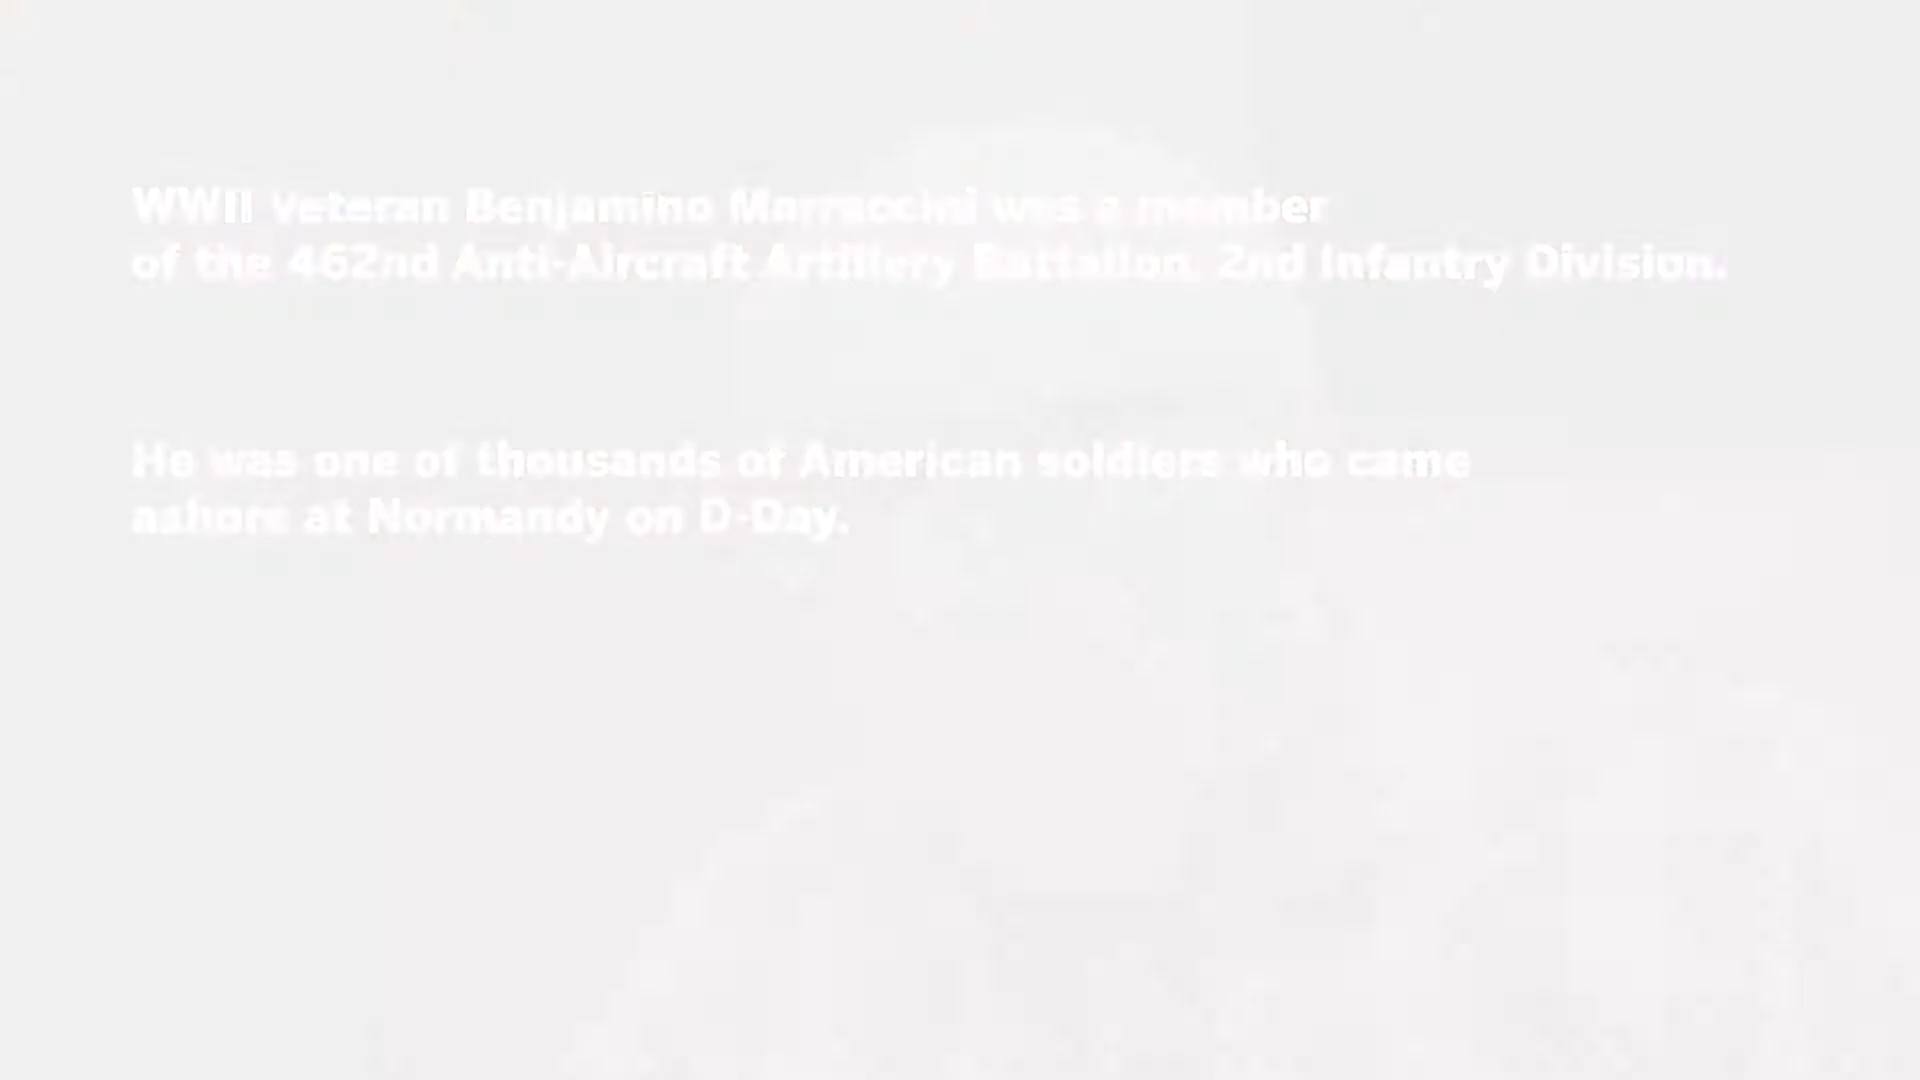 WWII Veteran Benjamino Marraccini was a member
of the 462nd Anti-Aircraft Artillery Battalion, 2nd Infantry Division.
He was one of thousands of American soldiers who came
ashore at Normandy on D-Day.